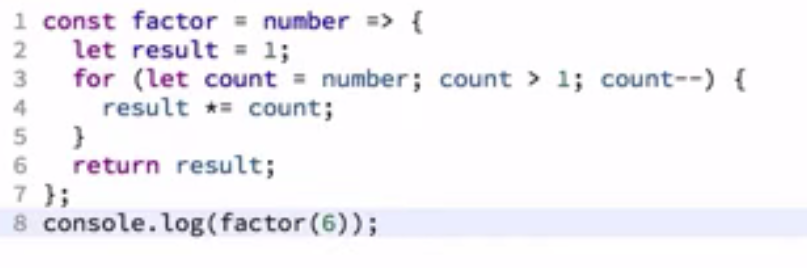 1 const factor = number => {
2   let result = 1;
3   for (let count = number; count > 1; count--) {
4     result *= count;
5   }
6   return result;
7 };
8 console.log(factor(6));